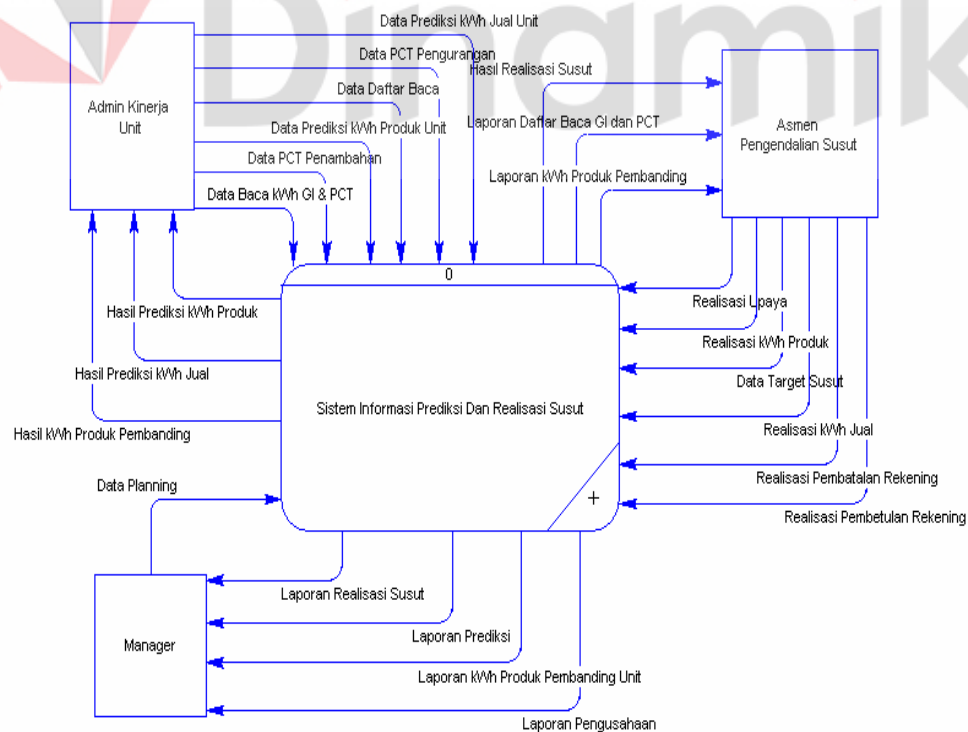 Dinamik
Data Prediksi kWh Jual Unit
Data PCT Pengurangan
Hasil Realisasi Susut
Data Daftar Baca
Admin Kinerja
Unit
Laporan Daftar Baca GI dan PCT
Asmen
Pengendalian Susut
Data Prediksi kWh Produk Unit
Data PCT Penambahan
Laporan kWh Produk Pembanding
Data Baca kWh GI & PCT
0
Hasil Prediksi kWh Produk
Realisasi Upaya
Realisasi kWh Produk
Hasil Prediksi kWh Jual
Data Target Susut
Sistem Informasi Prediksi Dan Realisasi Susut
Hasil kWh Produk Pembanding
Realisasi kWh Jual
Data Planning
Realisasi Pembatalan Rekening
+
Realisasi Pembetulan Rekening
Laporan Realisasi Susut
Laporan Prediksi
Manager
Laporan kWh Produk Pembanding Unit
Laporan Pengusahaan